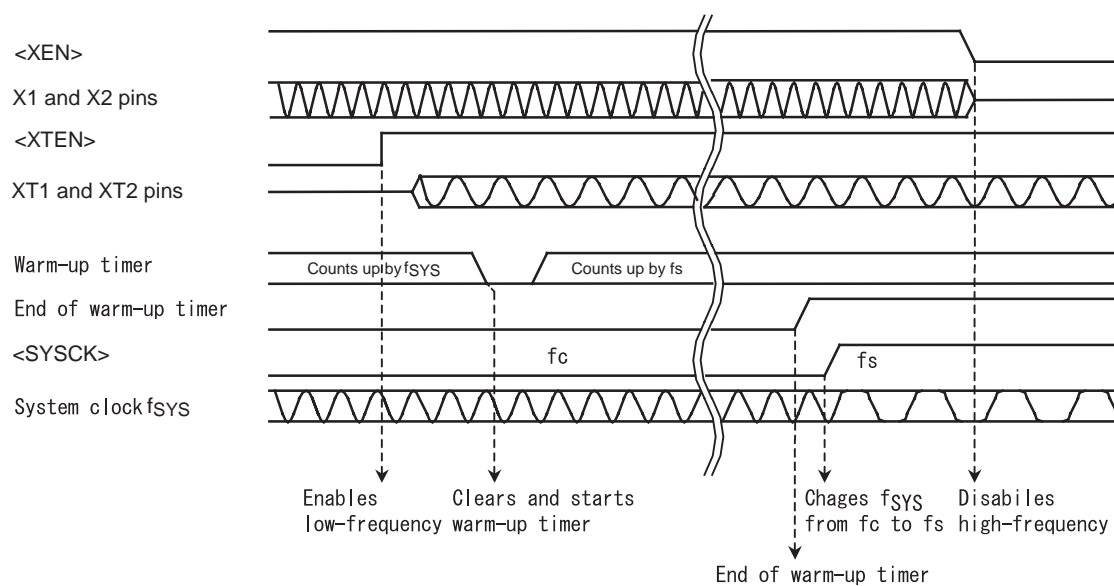 <XEN>
X1 and X2 pins
<XTEN>
XT1 and XT2 pins
Warm-up timer
Counts up by fSYS
Counts up by fs
End of warm-up timer
<SYSCK>
fc
fs
System clock fSYS
Enables
low-frequency
Clears and starts
warm-up timer
Chages fSYS
from fc to fs
Disabiles
high-frequency
End of warm-up timer